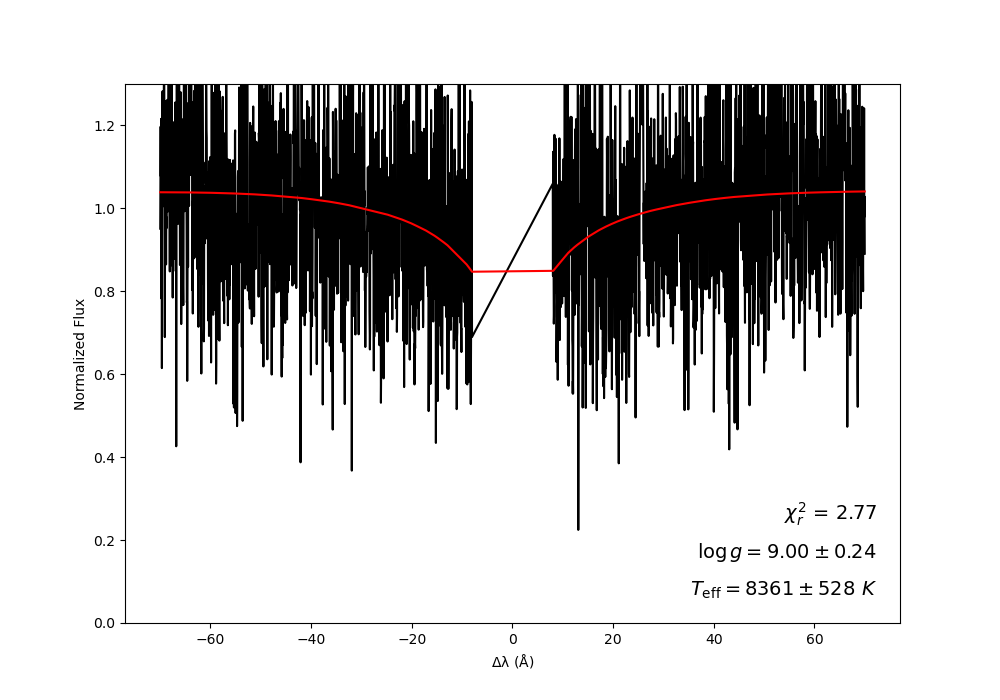 1.2
1.0
0.8
0.6
0.4
0.2
0.0
Normalized Flux
χ²ᵣ = 2.77
log g = 9.00 ± 0.24
T_eff = 8361 ± 528 K
−60 −40 −20 0 20 40 60
Δλ (Å)